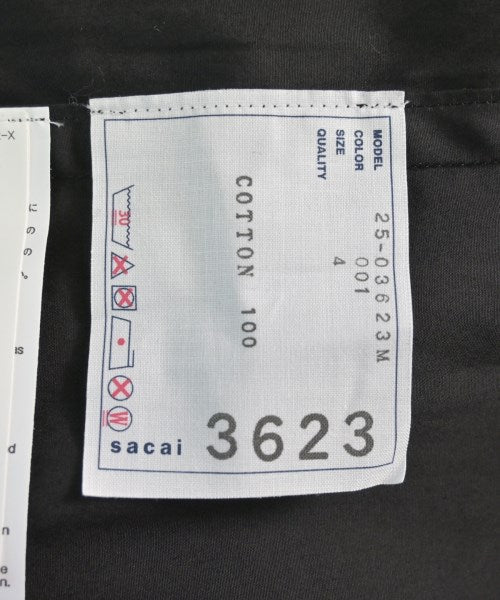 MODEL 25-03623M
COLOR 001
SIZE 4
QUALITY
COTTON 100
30
W
sacai 3623
-X
d
n
e
n.